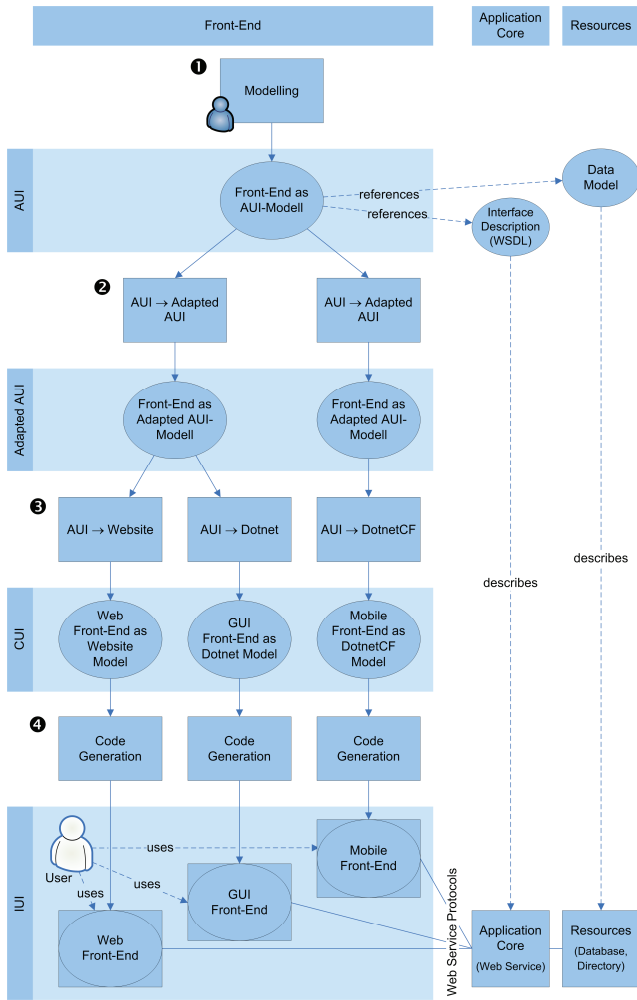 Front-End
Application
Core
Resources
❶
Modelling
AUI
Front-End as
AUI-Modell
references
references
Data
Model
Interface
Description
(WSDL)
❷
AUI → Adapted
AUI
AUI → Adapted
AUI
Adapted AUI
Front-End as
Adapted AUI-
Modell
Front-End as
Adapted AUI-
Modell
❸
AUI → Website
AUI → Dotnet
AUI → DotnetCF
describes
describes
CUI
Web
Front-End as
Website
Model
GUI
Front-End as
Dotnet Model
Mobile
Front-End as
DotnetCF
Model
❹
Code
Generation
Code
Generation
Code
Generation
IUI
User
uses
uses
uses
Mobile
Front-End
GUI
Front-End
Web
Front-End
Web Service Protocols
Application
Core
(Web Service)
Resources
(Database,
Directory)